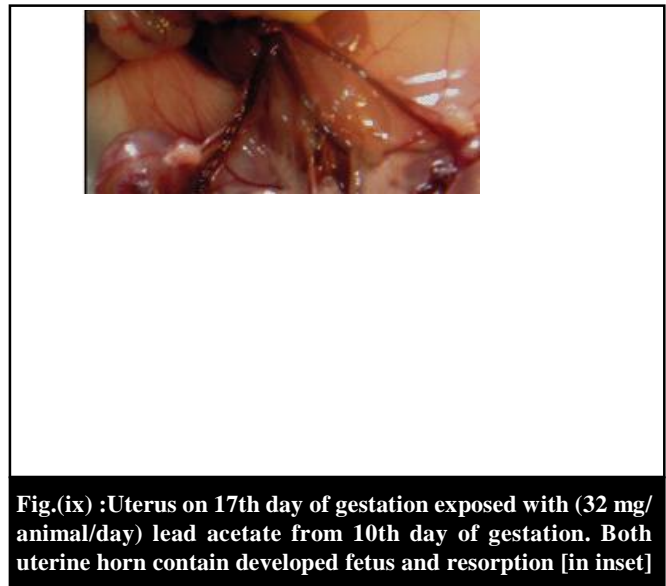 Fig.(ix) :Uterus on 17th day of gestation exposed with (32 mg/
animal/day) lead acetate from 10th day of gestation. Both
uterine horn contain developed fetus and resorption [in inset]